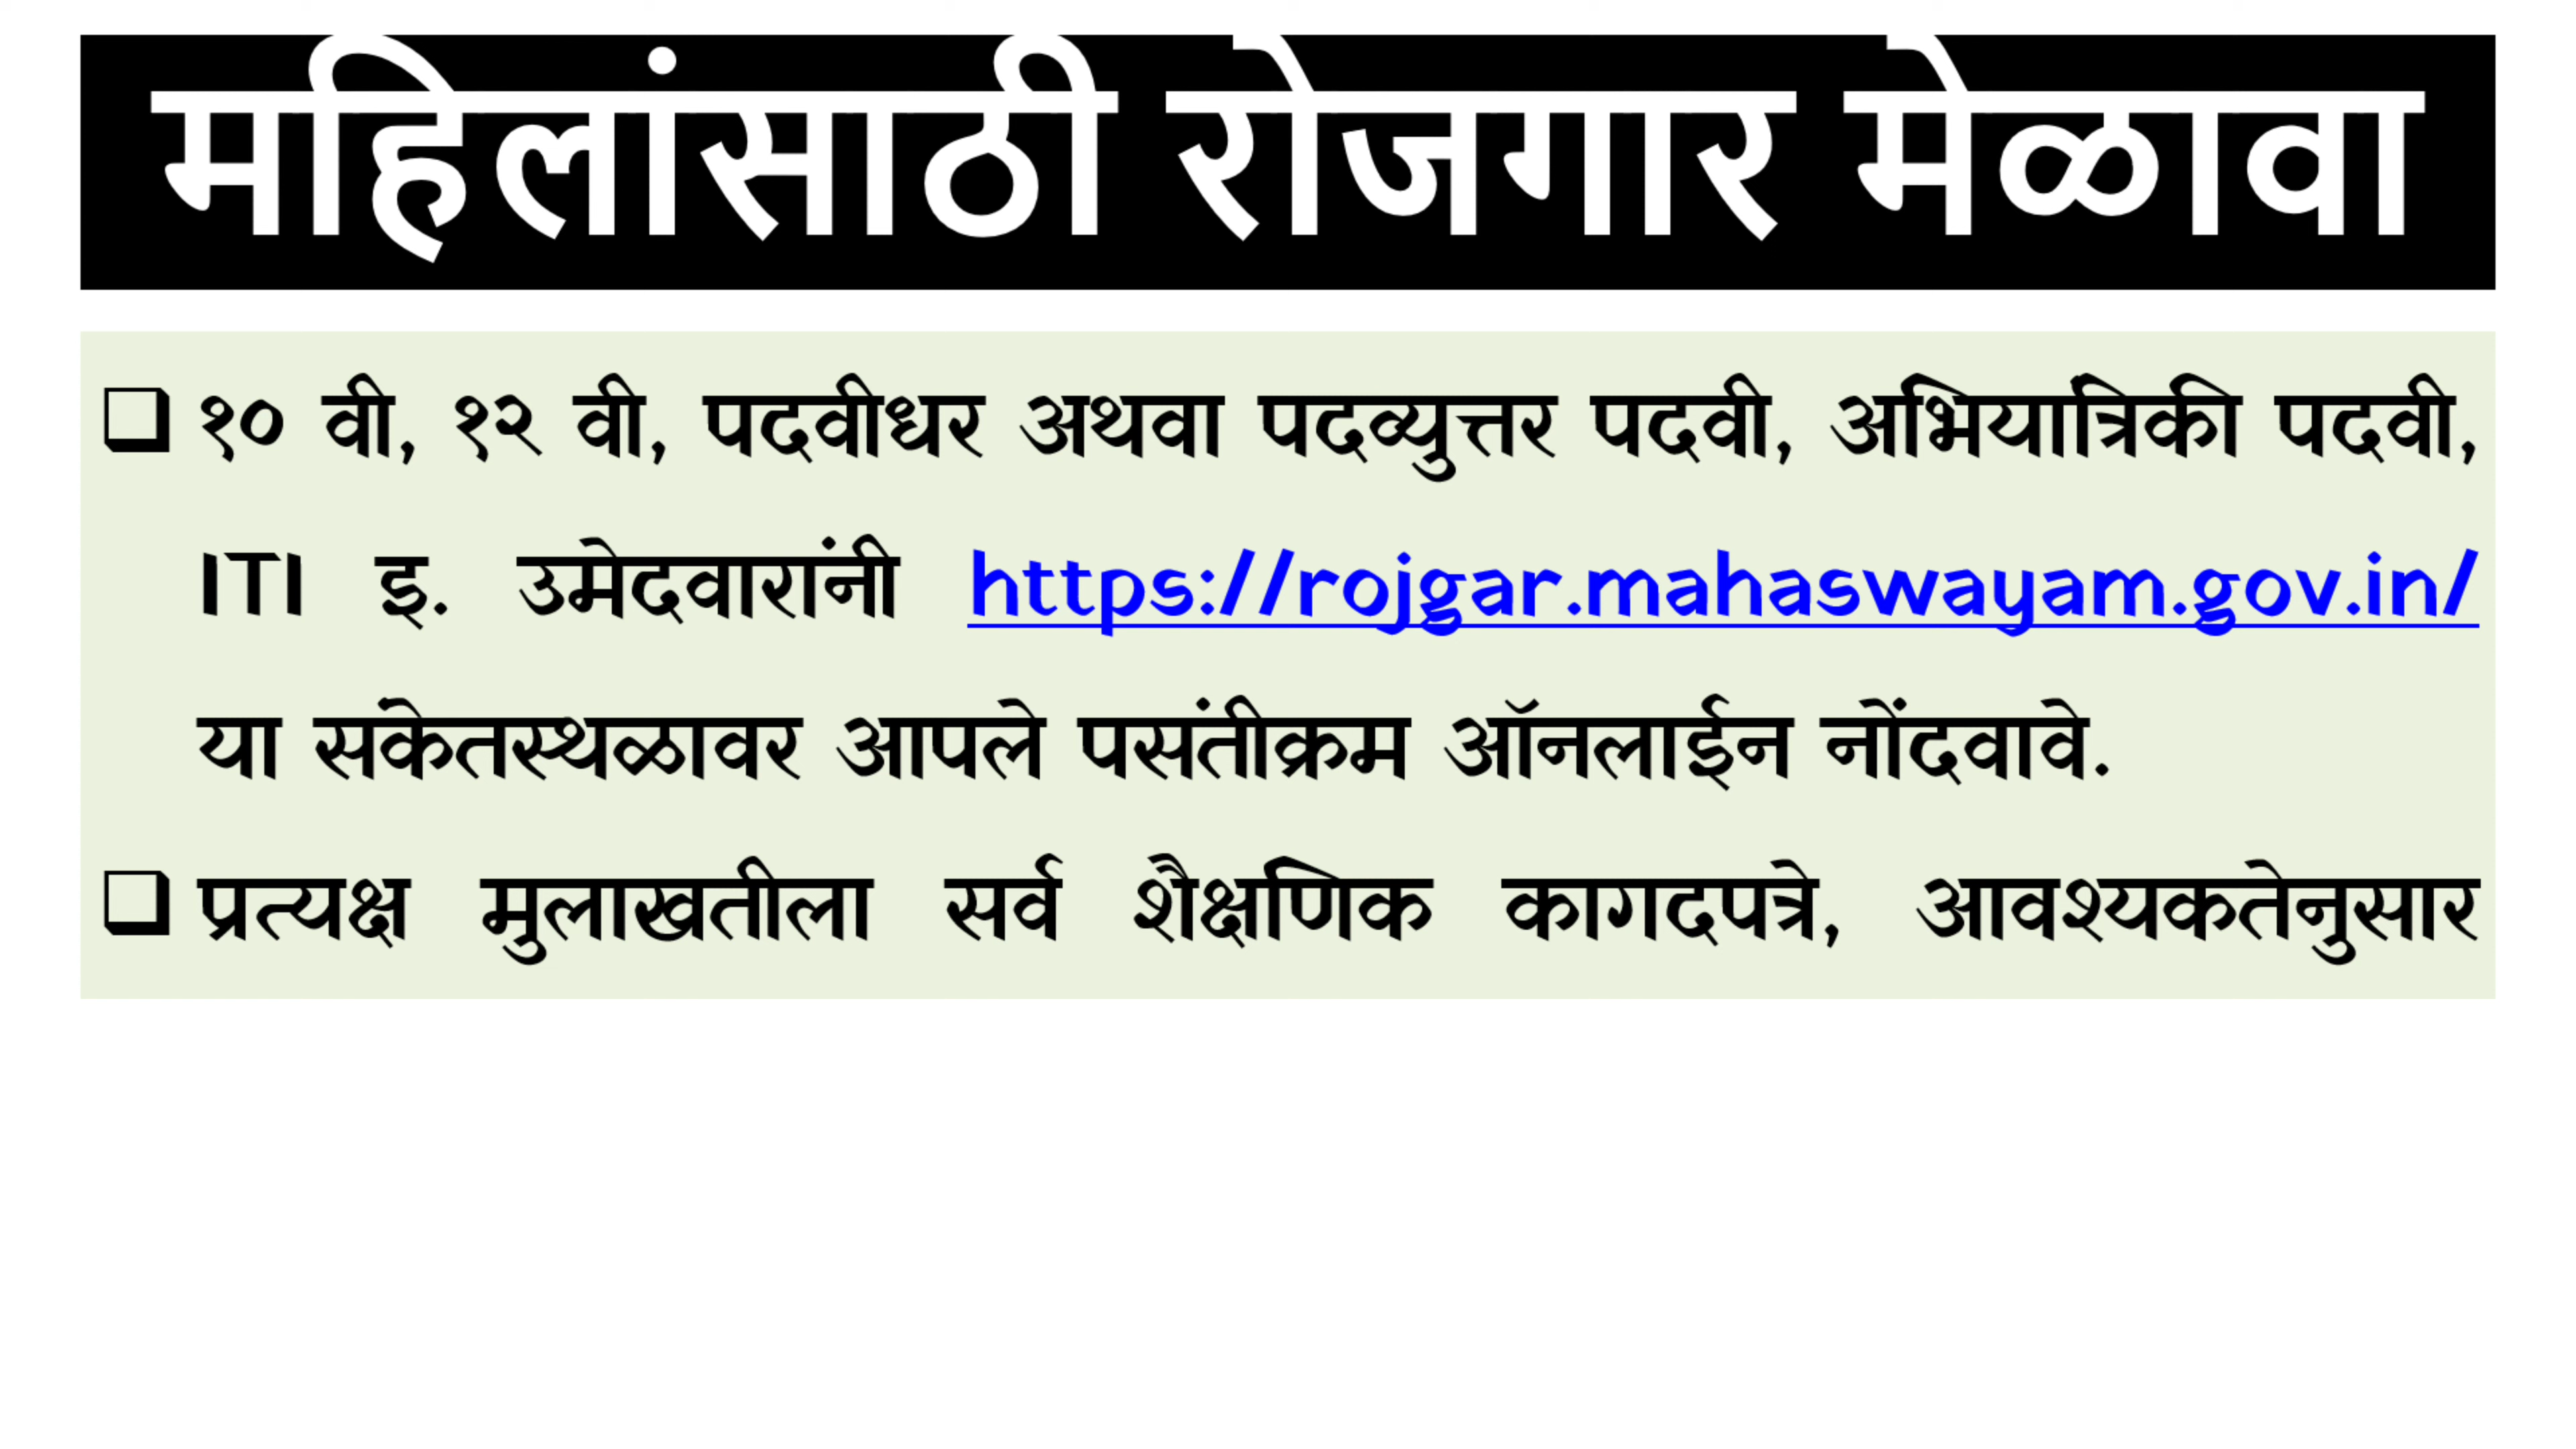 महिलांसाठी रोजगार मेळावा
१० वी, १२ वी, पदवीधर अथवा पदव्युत्तर पदवी, अभियांत्रिकी पदवी,
ITI इ. उमेदवारांनी https://rojgar.mahaswayam.gov.in/
या संकेतस्थळावर आपले पसंतीक्रम ऑनलाईन नोंदवावे.
प्रत्यक्ष मुलाखतीला सर्व शैक्षणिक कागदपत्रे, आवश्यकतेनुसार